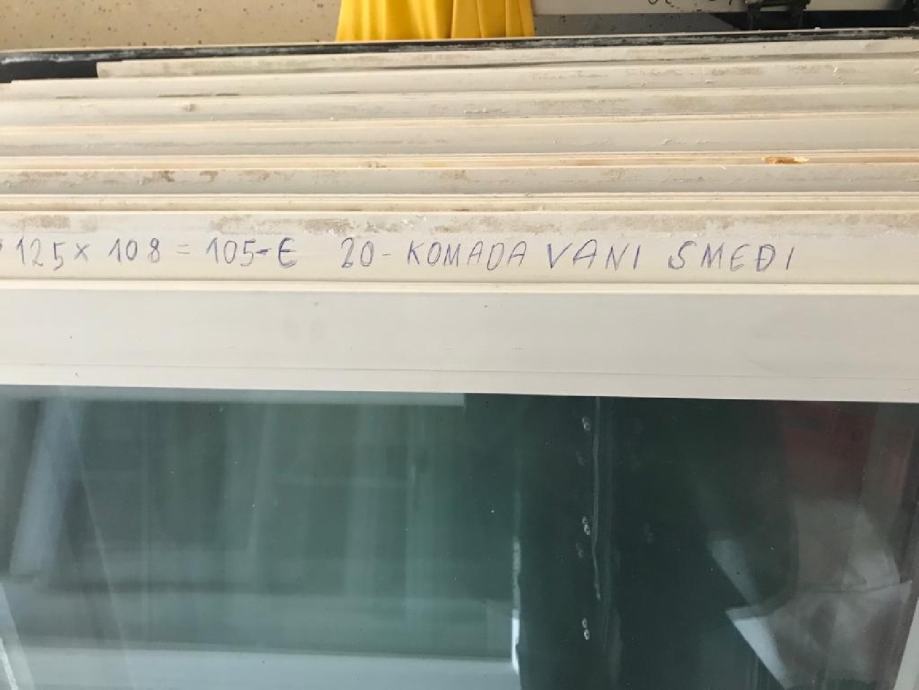 125 x 108 = 105-€ 20-KOMADA VANI SMEĐI